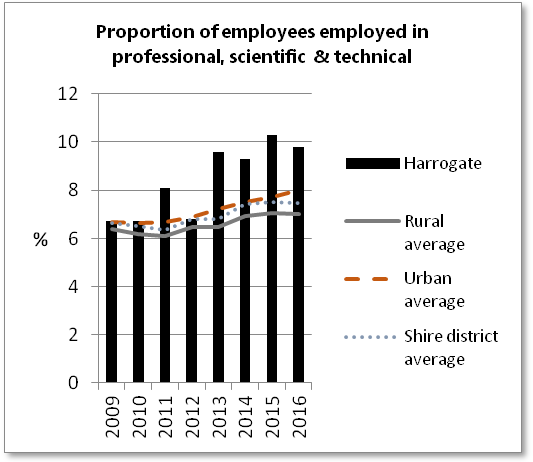 Proportion of employees employed in
professional, scientific & technical
12
10
8
6
4
2
0
%
2009
2010
2011
2012
2013
2014
2015
2016
Harrogate
Rural
average
Urban
average
Shire district
average